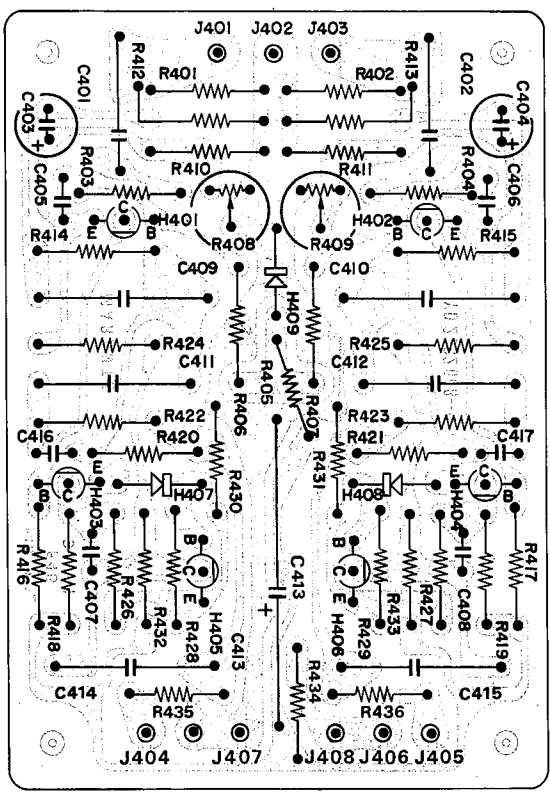 J401 J402 J403
R412 R401 R402 R413
C401 C402
C403 C404
+ +
R410 R411
C405 R403 R404 C406
E C B H401 H402 B C E
R414 R408 R409 R415
C409 C410
H409
R424 R425
C411 R405 C412
R406 R407
R422 R423
C416 R420 R421 C417
E E
B C H403 H407 R430 R431 H408 H404 C B
R416 B B R417
C C
C407 R426 E C413 E R427 C408
+
R418 R432 R428 H405 C413 H406 R429 R433 R419
R434
C414 C415
R435 R436
J404 J407 J408 J406 J405